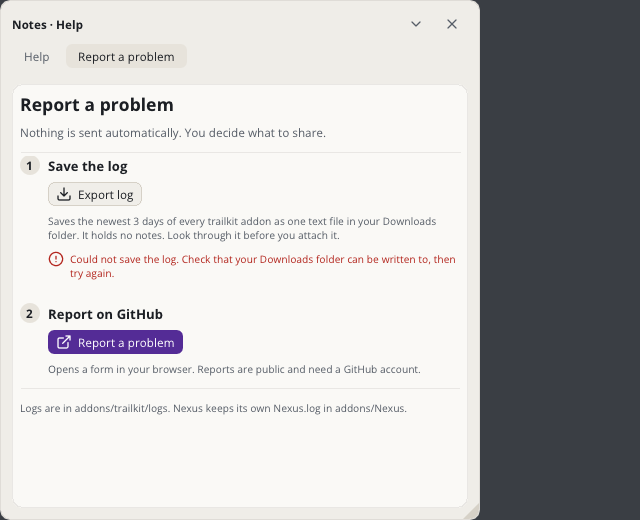 Notes · Help
Help
Report a problem
Report a problem
Nothing is sent automatically. You decide what to share.
1
Save the log
Export log
Saves the newest 3 days of every trailkit addon as one text file in your Downloads
folder. It holds no notes. Look through it before you attach it.
Could not save the log. Check that your Downloads folder can be written to, then
try again.
2
Report on GitHub
Report a problem
Opens a form in your browser. Reports are public and need a GitHub account.
Logs are in addons/trailkit/logs. Nexus keeps its own Nexus.log in addons/Nexus.